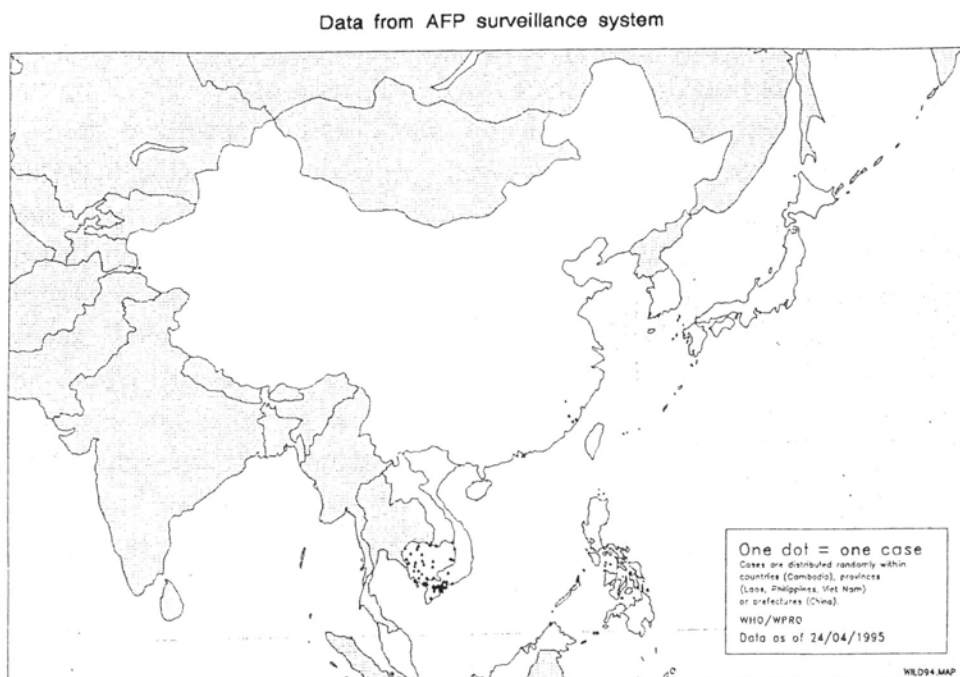 Data from AFP surveillance system
One dot = one case
Cases are distributed randomly within
countries (Cambodia), provinces
(Laos, Philippines, Viet Nam)
or prefectures (China).
WHO/WPRO
Data as of 24/04/1995
WILD94.MAP